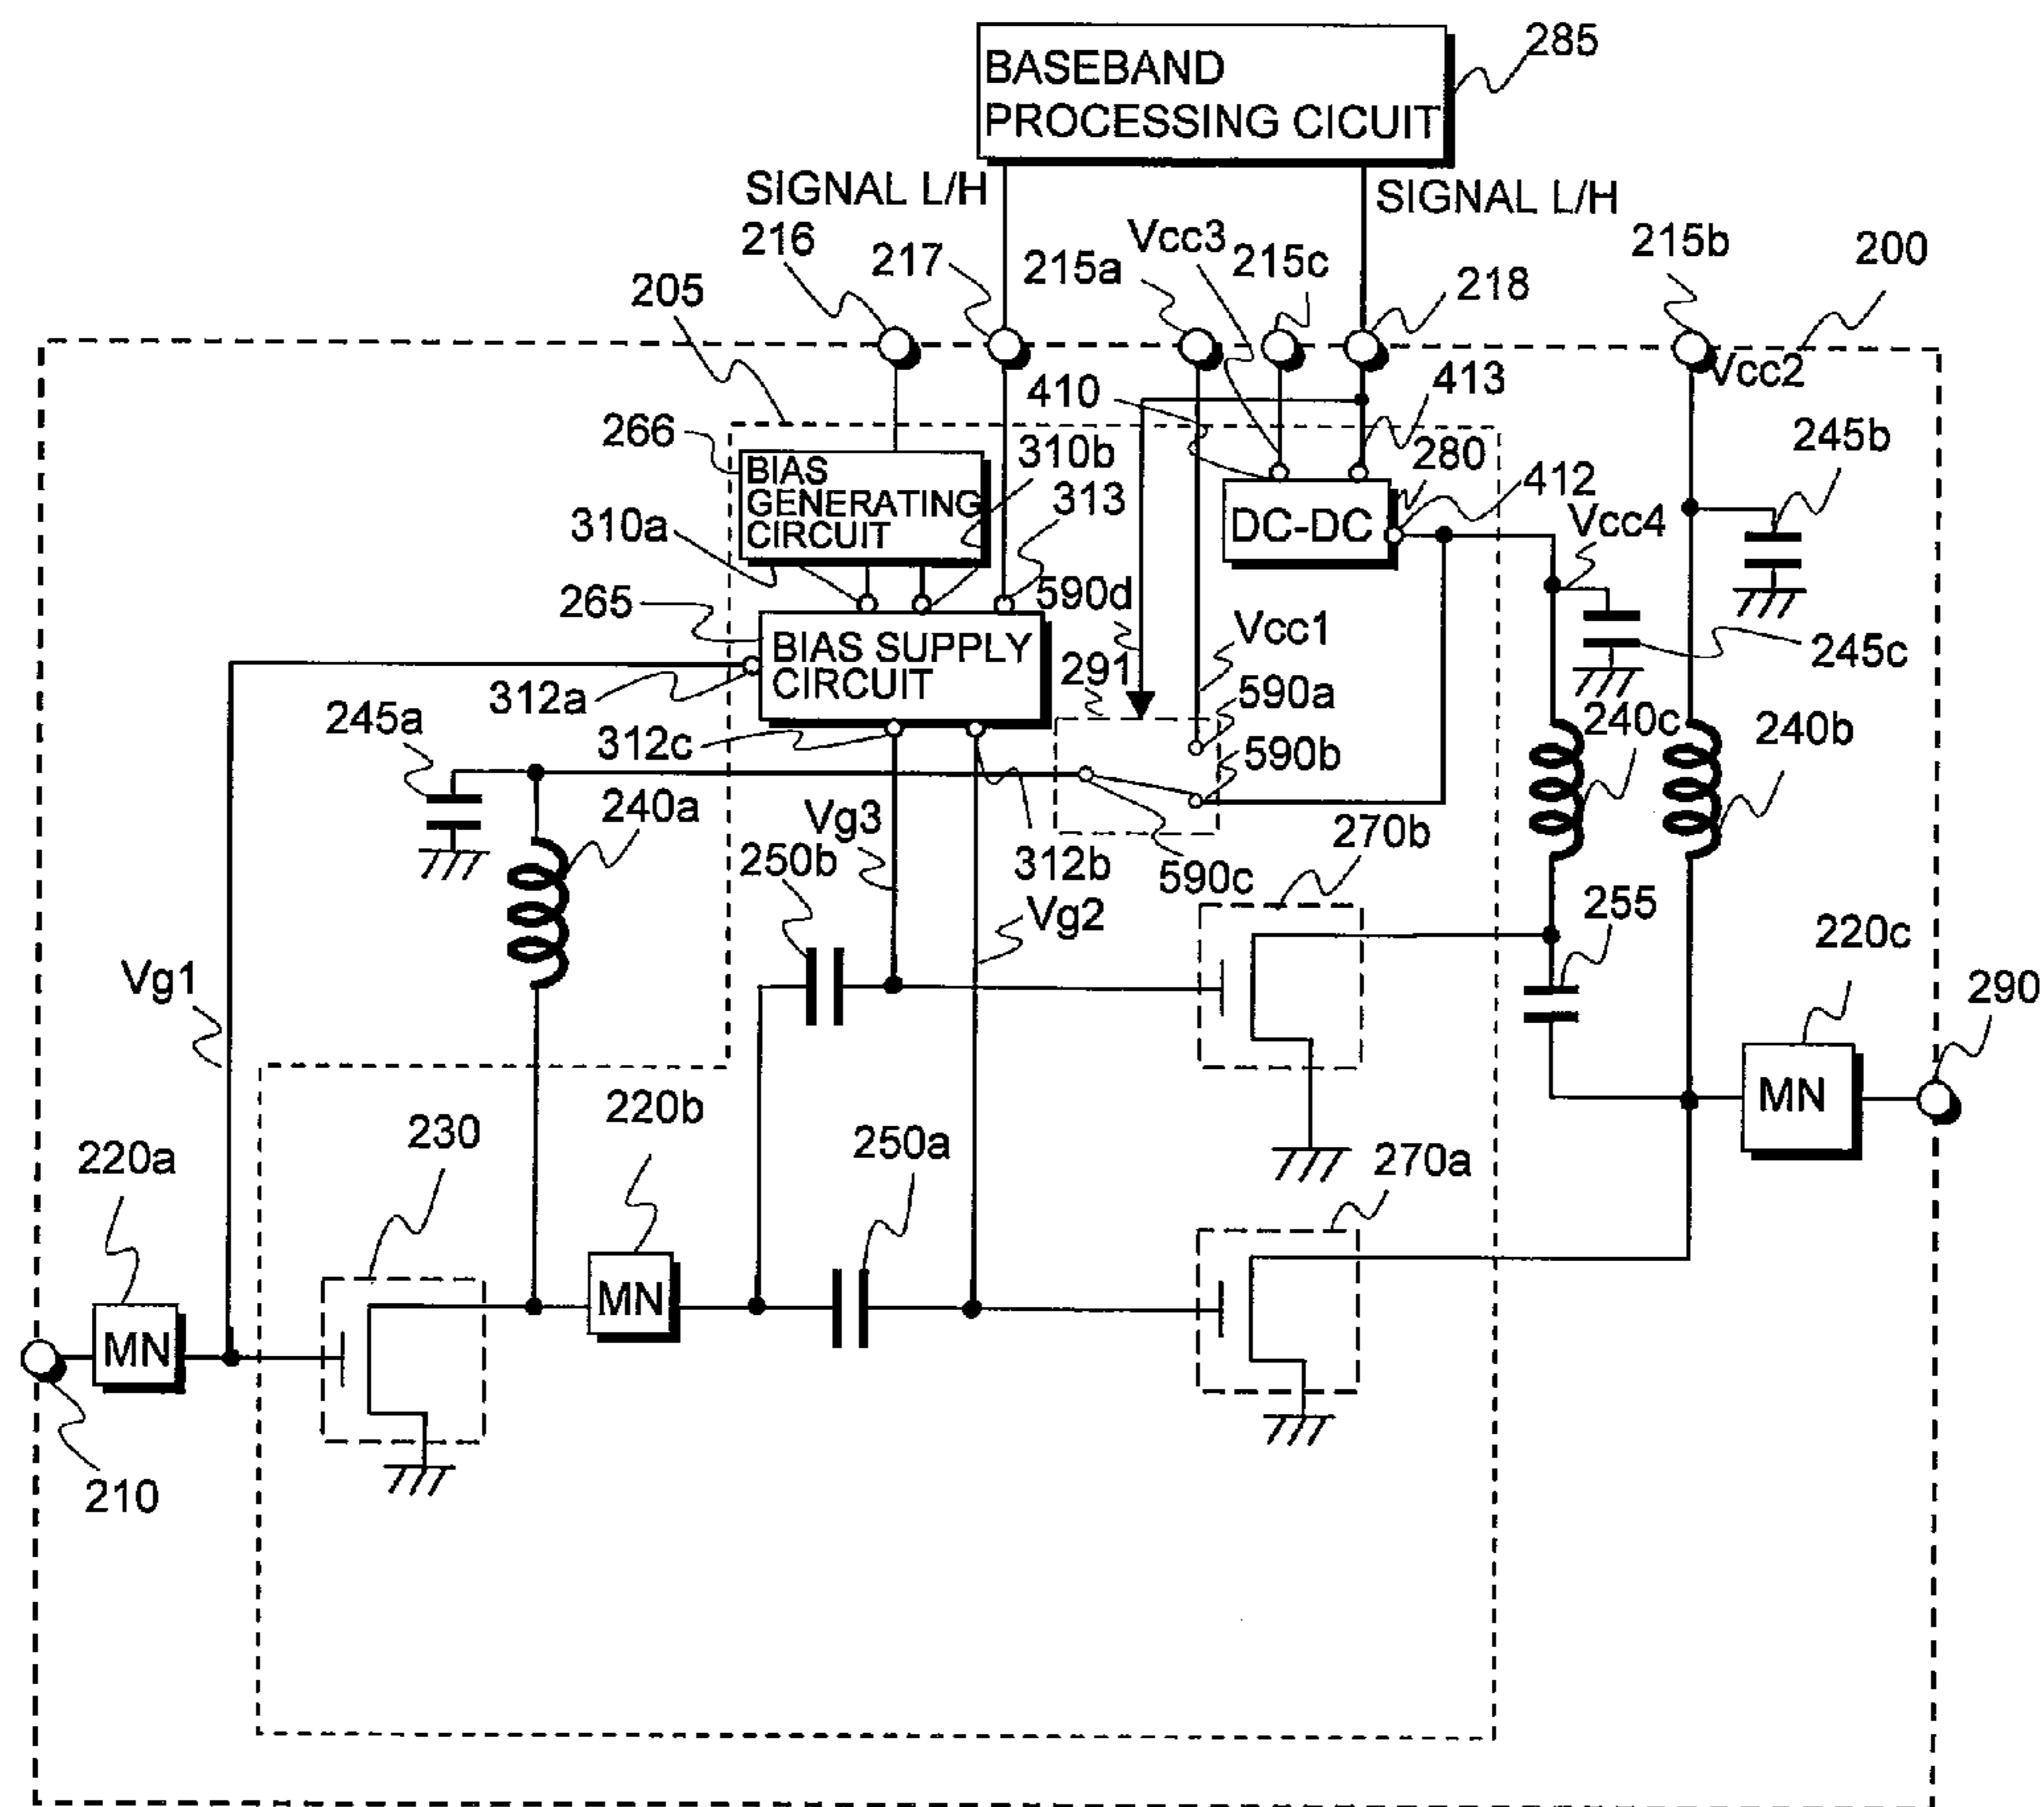 285
BASEBAND
PROCESSING CICUIT
SIGNAL L/H
SIGNAL L/H
216
217
215a
Vcc3
215c
218
215b
200
205
Vcc2
410
413
266
BIAS
GENERATING
CIRCUIT
310b
313
280
412
245b
310a
DC-DC
Vcc4
265
590d
BIAS SUPPLY
CIRCUIT
Vcc1
245c
312a
291
590a
245a
312c
590b
240c
240b
240a
Vg3
270b
250b
312b
590c
255
220c
Vg2
Vg1
290
MN
220a
230
220b
250a
270a
MN
MN
210